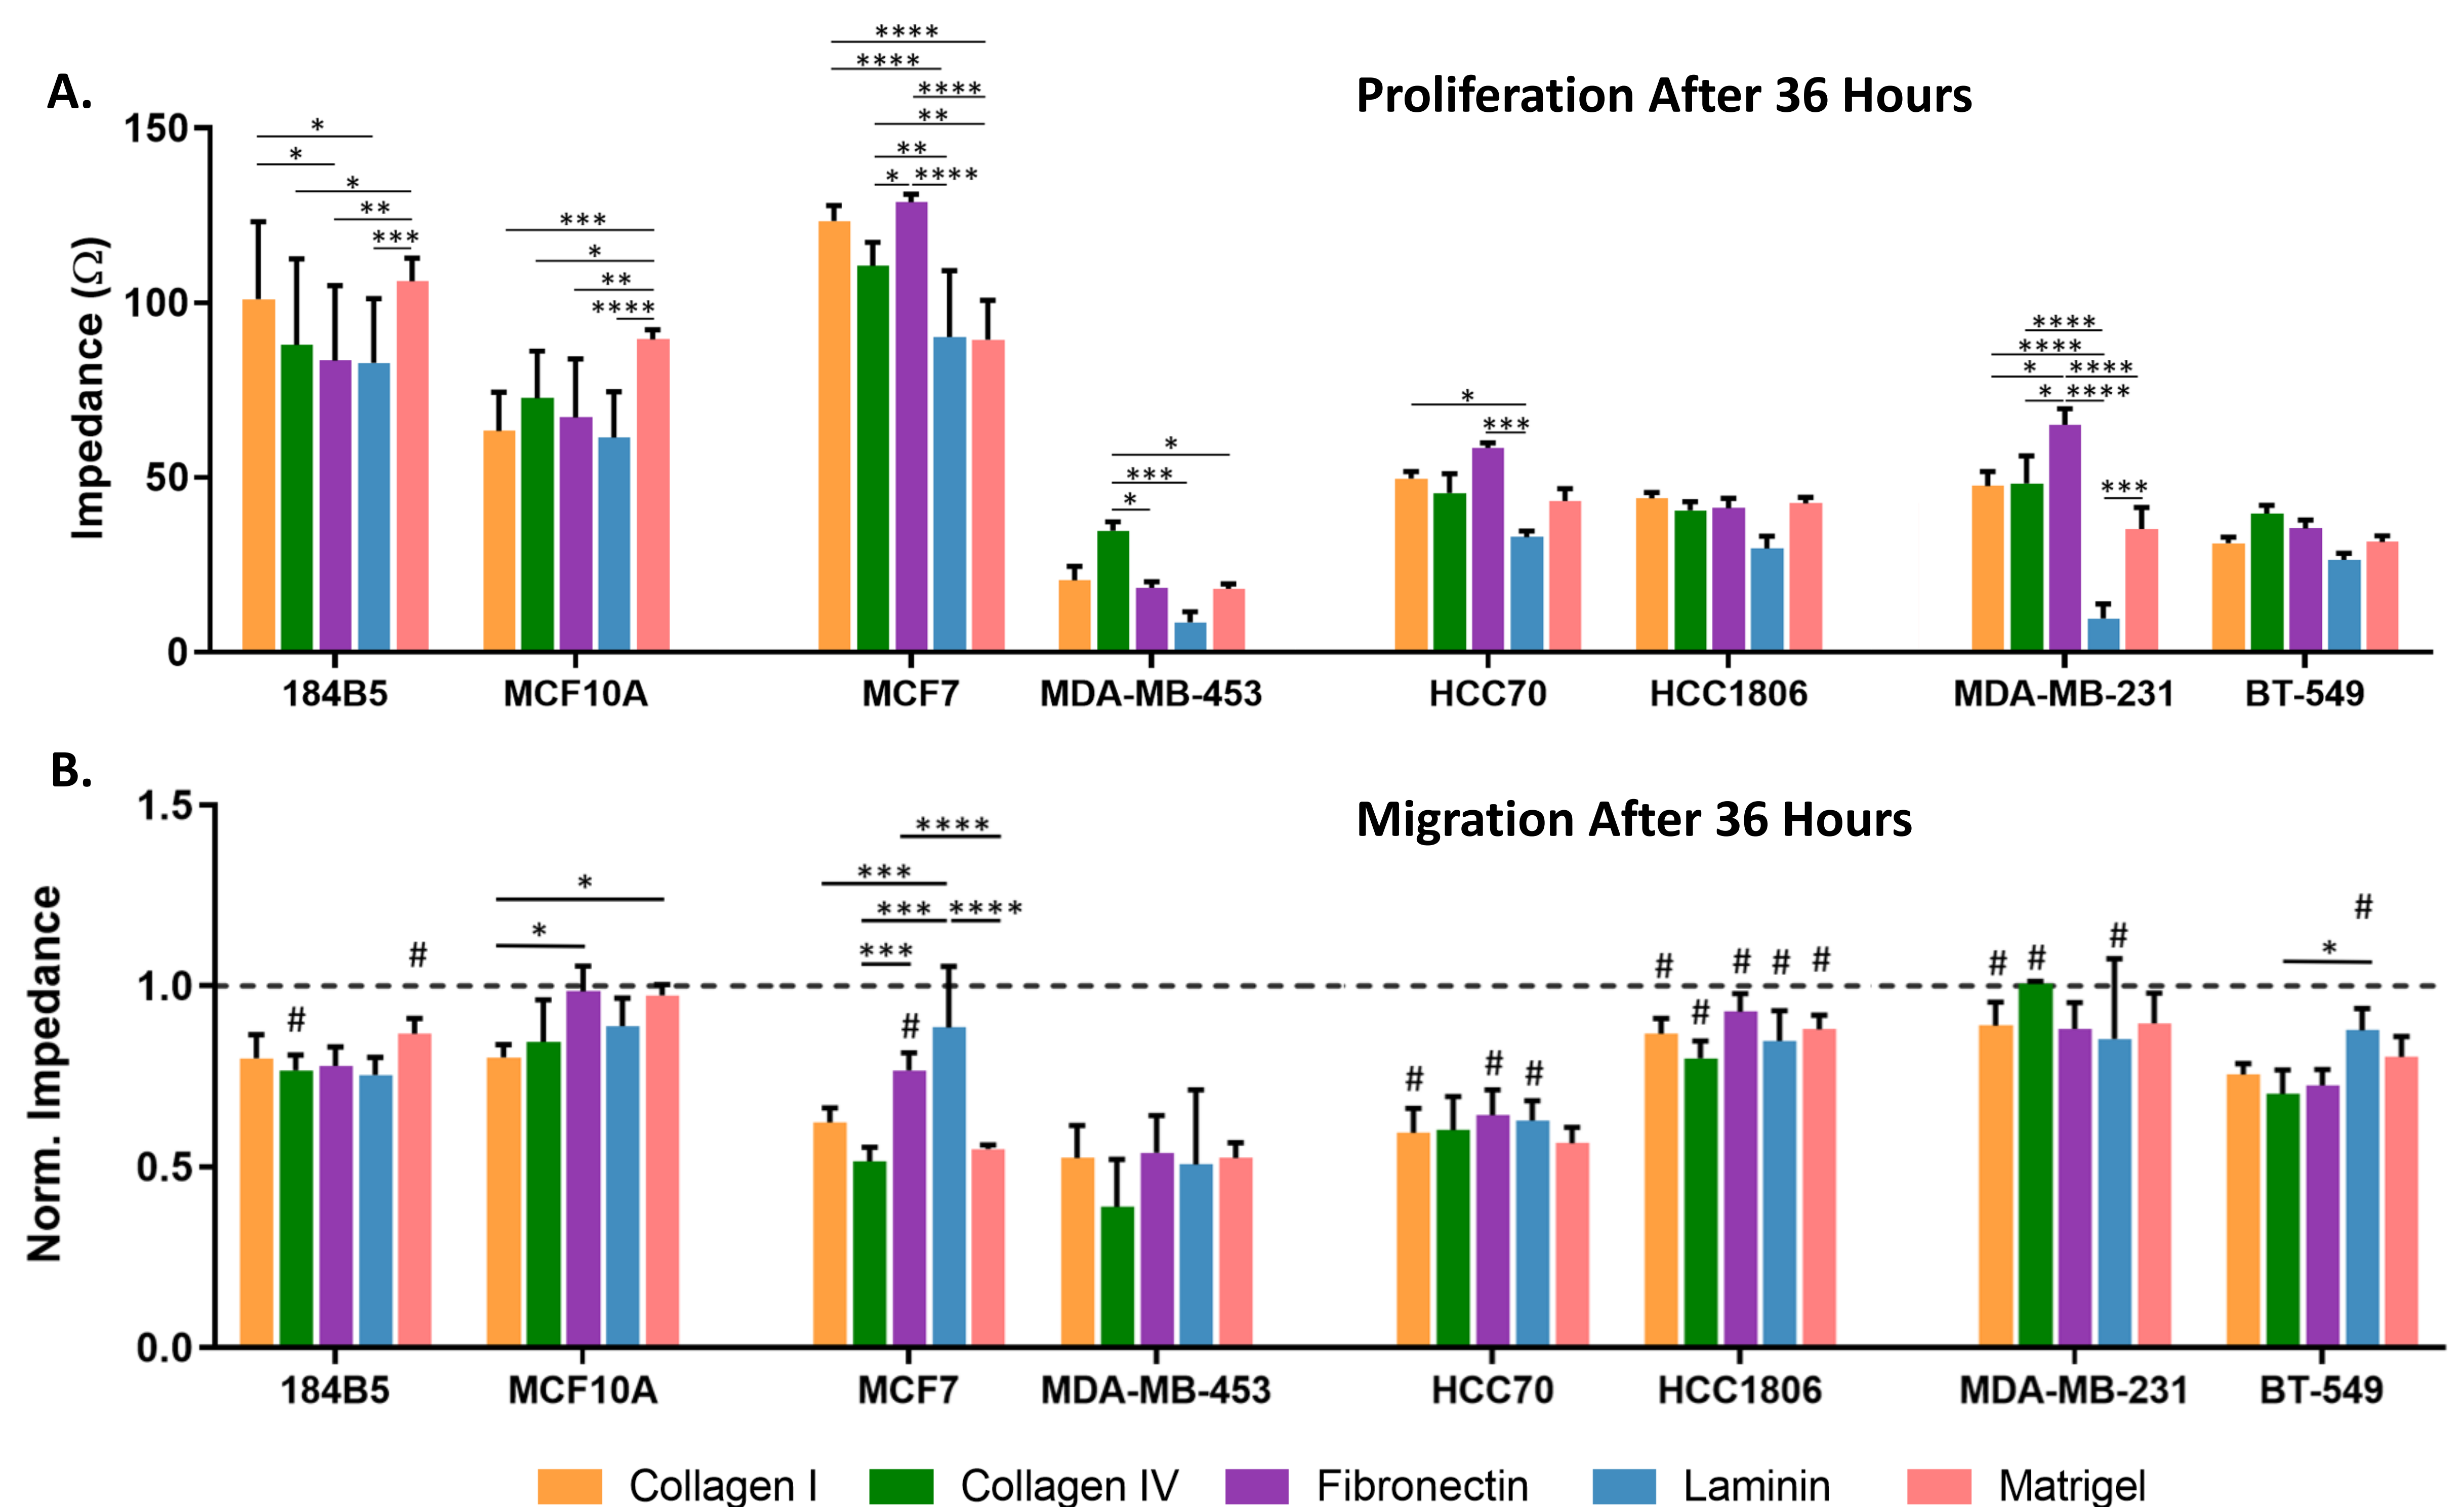 A.
Proliferation After 36 Hours
Impedance (Ω)
150
100
50
0
* * * ** ***
*** * ** ****
**** **** **** ** ** * ****
* *** *
* ***
**** **** * **** * **** ***
184B5 MCF10A MCF7 MDA-MB-453 HCC70 HCC1806 MDA-MB-231 BT-549
B.
Migration After 36 Hours
Norm. Impedance
1.5
1.0
0.5
0.0
# #
* *
**** *** *** **** *** #
# # #
# # # # #
# # #
# *
184B5 MCF10A MCF7 MDA-MB-453 HCC70 HCC1806 MDA-MB-231 BT-549
Collagen I Collagen IV Fibronectin Laminin Matrigel